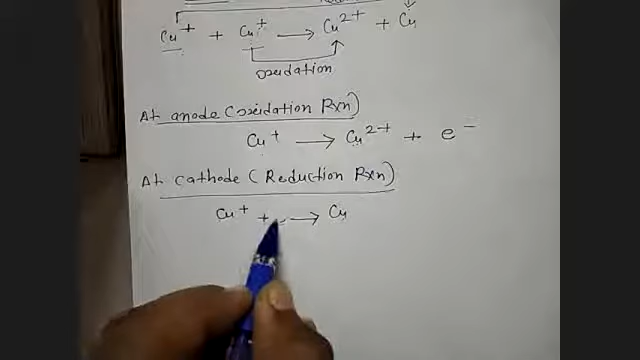 Cu⁺ + Cu⁺ → Cu²⁺ + Cu
oxidation
At anode (oxidation Rxn)
Cu⁺ → Cu²⁺ + e⁻
At cathode (Reduction Rxn)
Cu⁺ + → Cu